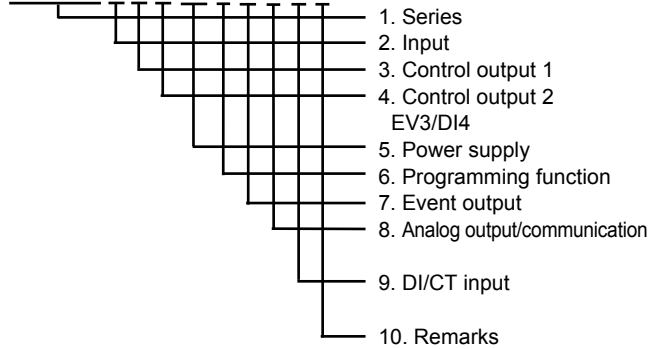 1. Series
2. Input
3. Control output 1
4. Control output 2
EV3/DI4
5. Power supply
6. Programming function
7. Event output
8. Analog output/communication
9. DI/CT input
10. Remarks